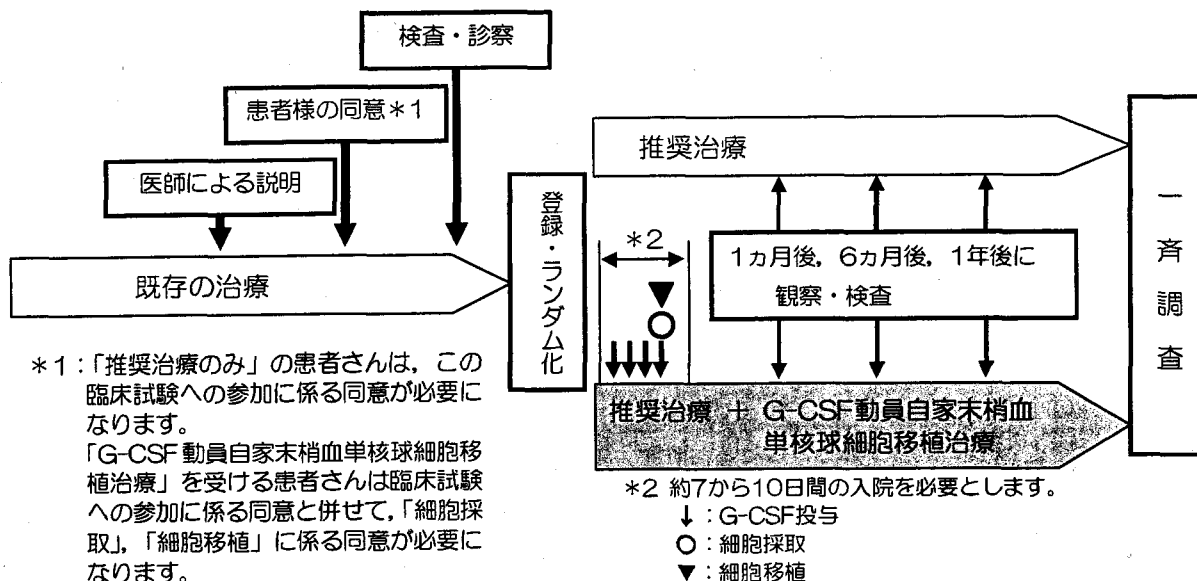 検査・診察
患者様の同意＊1
医師による説明
既存の治療
登録・ランダム化
推奨治療
＊2
1ヵ月後，6ヵ月後，1年後に
観察・検査
推奨治療 ＋ G-CSF動員自家末梢血
単核球細胞移植治療
一斉調査
＊1：「推奨治療のみ」の患者さんは，この
臨床試験への参加に係る同意が必要に
なります。
「G-CSF動員自家末梢血単核球細胞移
植治療」を受ける患者さんは臨床試験
への参加に係る同意と併せて，「細胞採
取」，「細胞移植」に係る同意が必要に
なります。
＊2 約7から10日間の入院を必要とします。
↓：G-CSF投与
○：細胞採取
▼：細胞移植